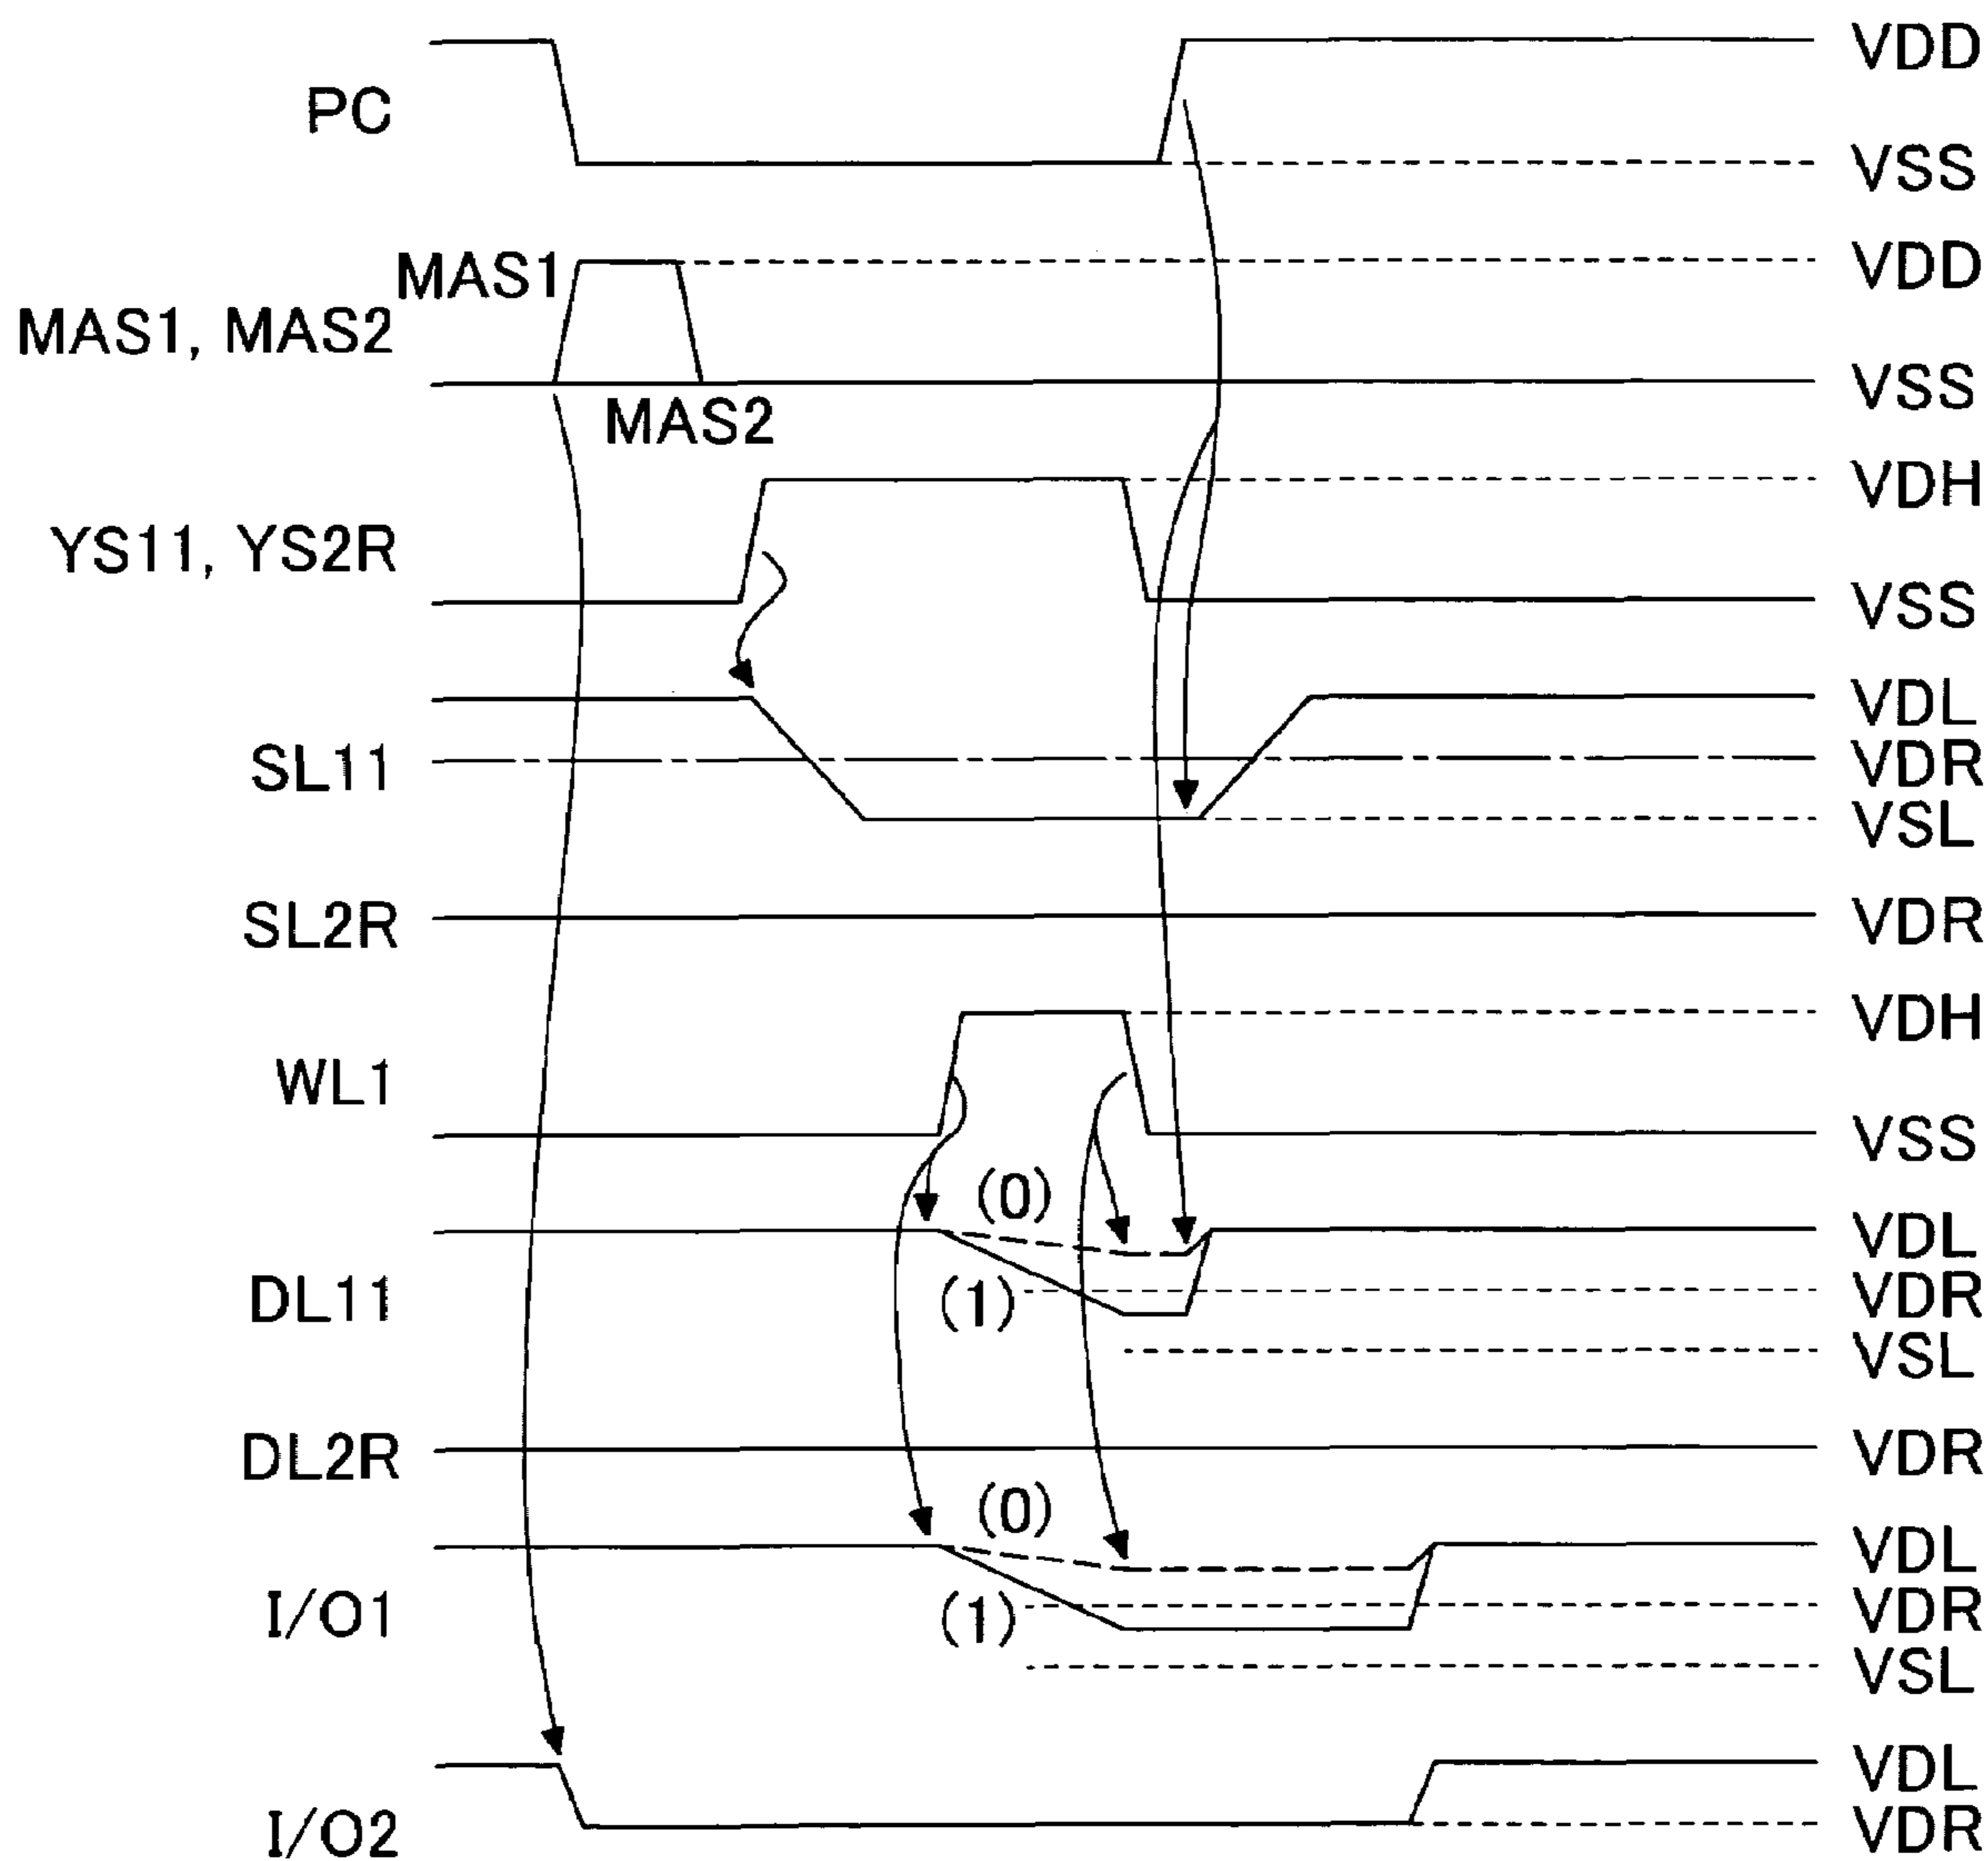 VDD
PC
VSS
MAS1
VDD
MAS1, MAS2
VSS
MAS2
VDH
YS11, YS2R
VSS
VDL
SL11
VDR
VSL
SL2R
VDR
VDH
WL1
VSS
(0)
VDL
DL11
(1)
VDR
VSL
DL2R
VDR
(0)
VDL
I/O1
(1)
VDR
VSL
VDL
I/O2
VDR